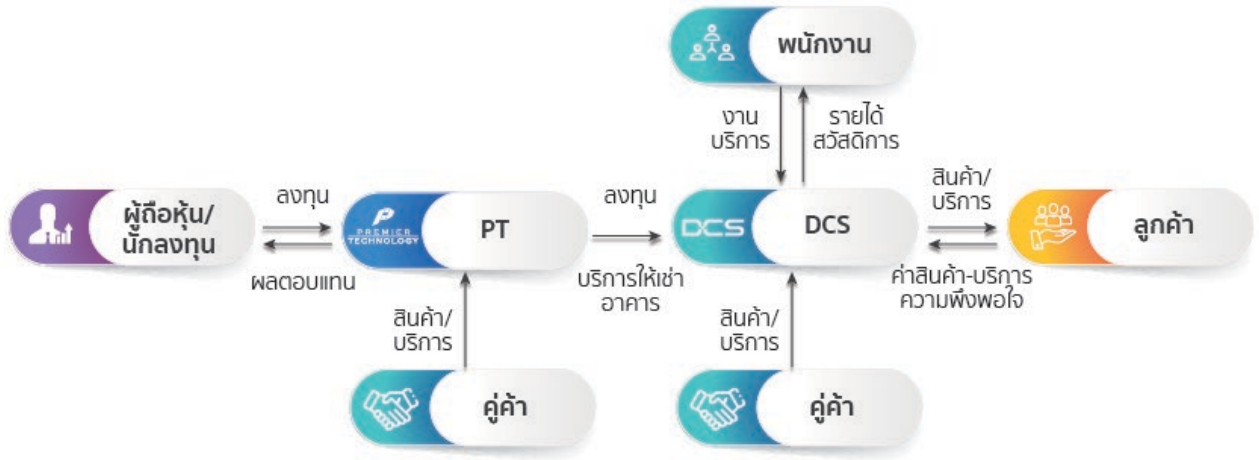 พนักงาน
งาน
บริการ
รายได้
สวัสดิการ
ผู้ถือหุ้น/
นักลงทุน
ลงทุน
ผลตอบแทน
PREMIER
TECHNOLOGY
PT
ลงทุน
บริการให้เช่า
อาคาร
DCS
DCS
สินค้า/
บริการ
ค่าสินค้า-บริการ
ความพึงพอใจ
ลูกค้า
สินค้า/
บริการ
คู่ค้า
สินค้า/
บริการ
คู่ค้า